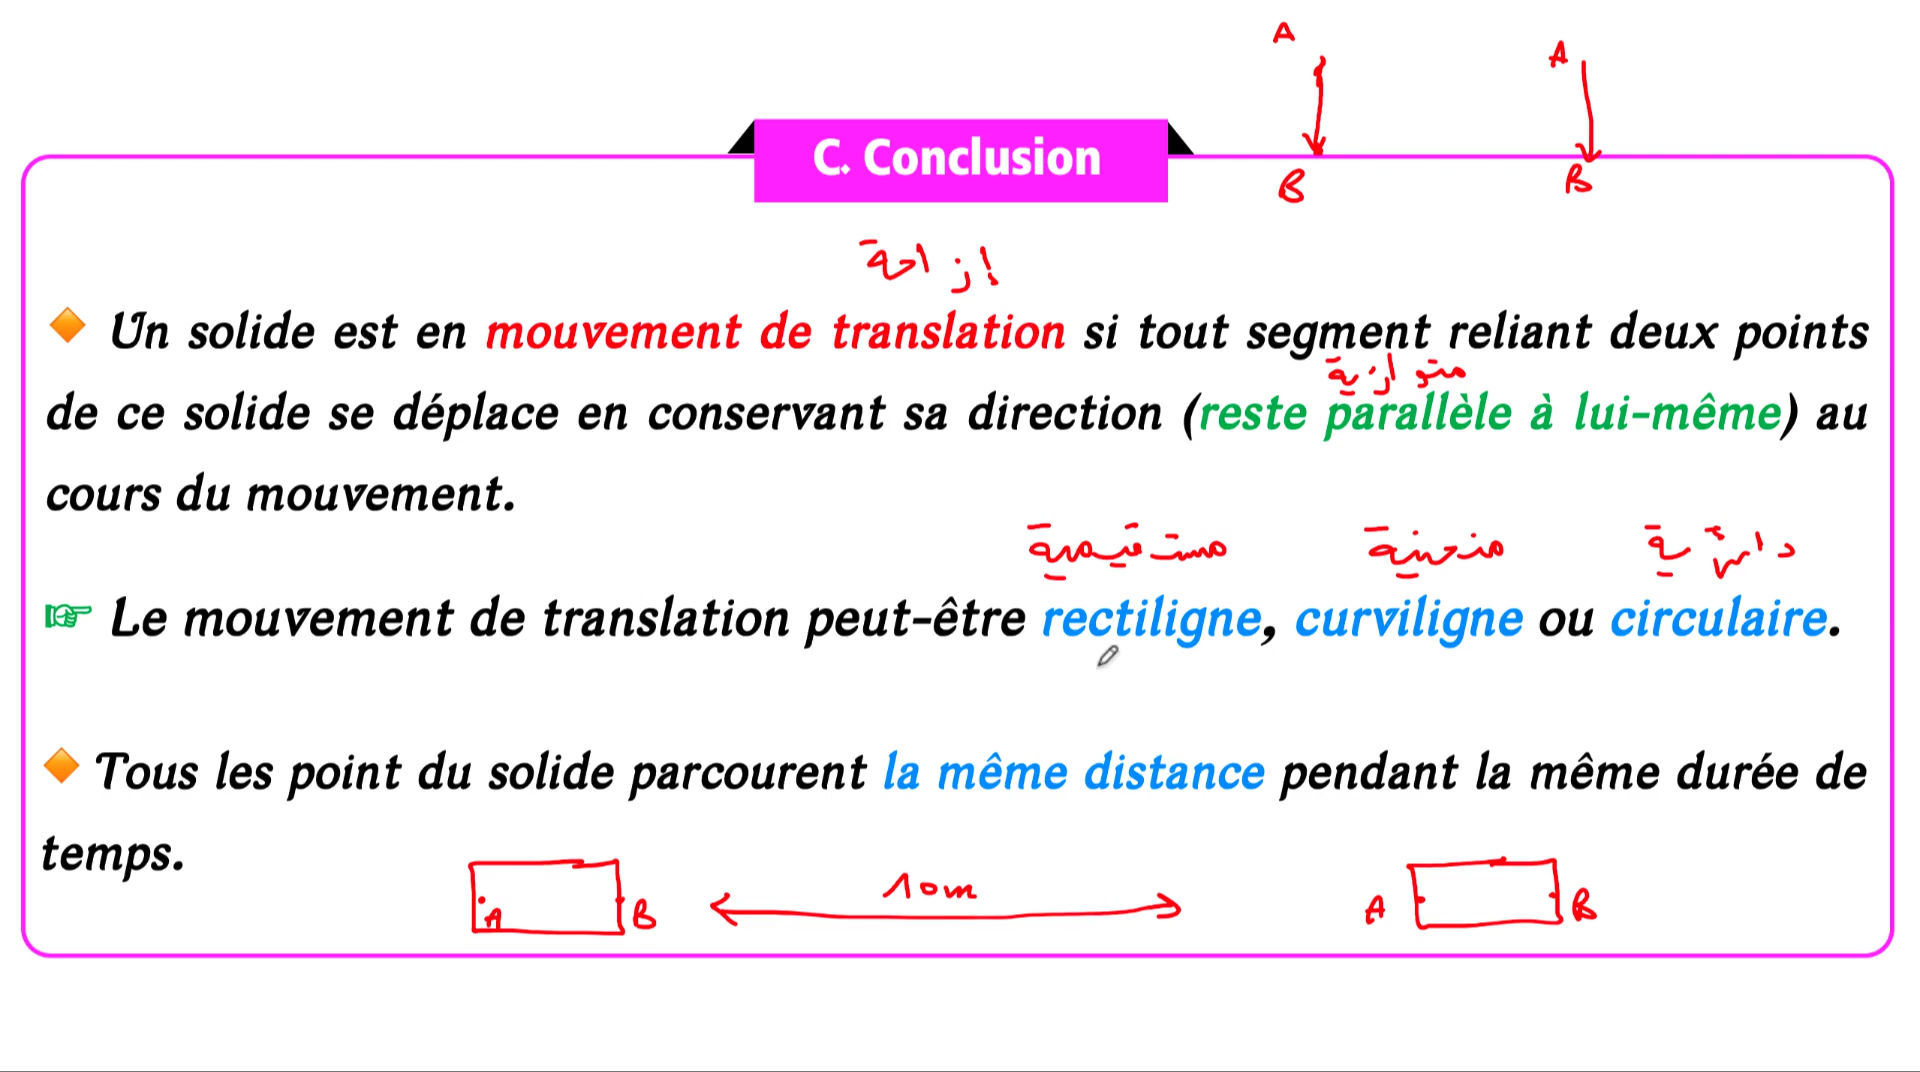 A A
B B
C. Conclusion
إزاحة
Un solide est en mouvement de translation si tout segment reliant deux points
متوازية
de ce solide se déplace en conservant sa direction (reste parallèle à lui-même) au
cours du mouvement.
مستقيمية منحنية دائرية
Le mouvement de translation peut-être rectiligne, curviligne ou circulaire.
Tous les point du solide parcourent la même distance pendant la même durée de
temps.
A B 10m A B